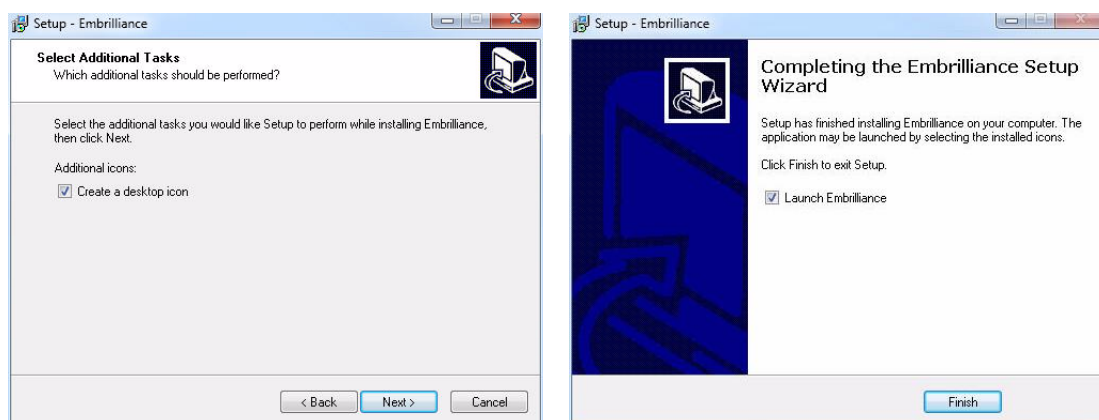 Setup - Embrilliance
Select Additional Tasks
Which additional tasks should be performed?
Select the additional tasks you would like Setup to perform while installing Embrilliance,
then click Next.
Additional icons:
Create a desktop icon
< Back
Next >
Cancel
Setup - Embrilliance
Completing the Embrilliance Setup
Wizard
Setup has finished installing Embrilliance on your computer. The
application may be launched by selecting the installed icons.
Click Finish to exit Setup.
Launch Embrilliance
Finish